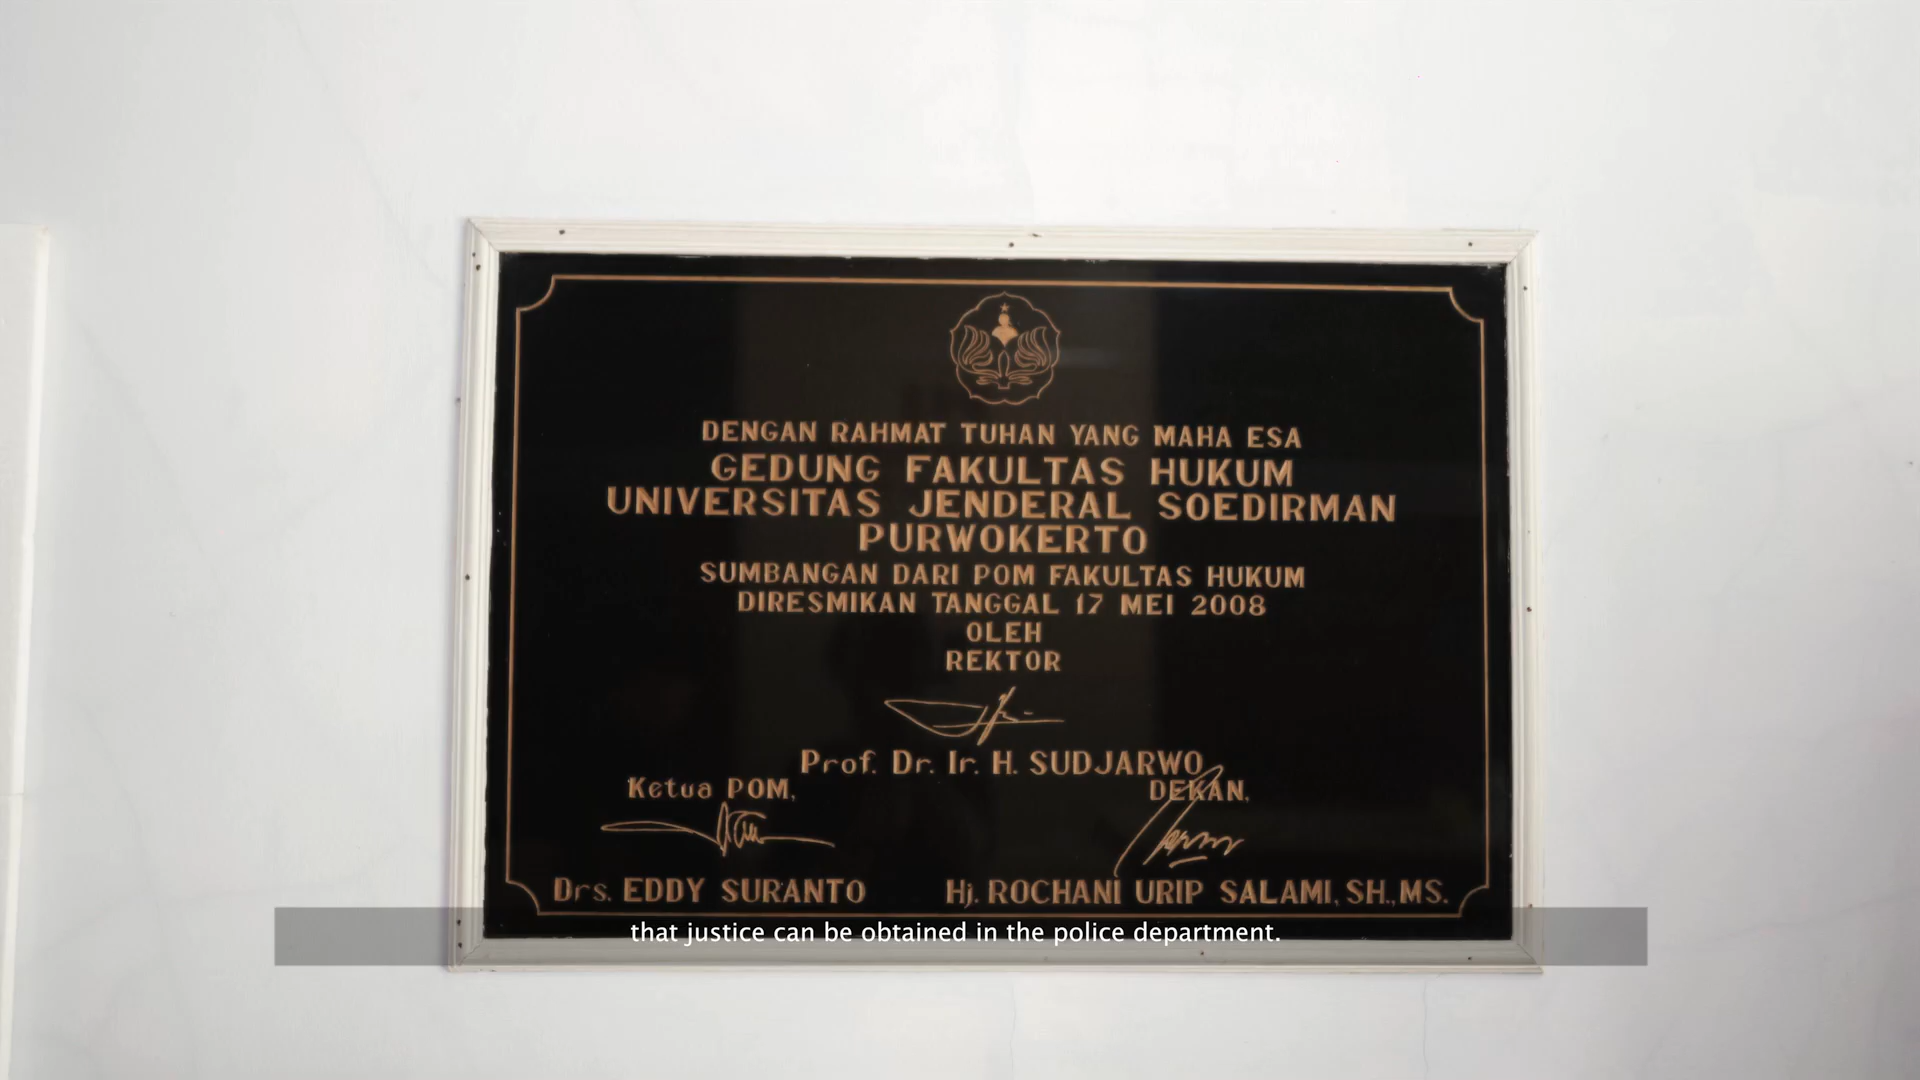 DENGAN RAHMAT TUHAN YANG MAHA ESA
GEDUNG FAKULTAS HUKUM
UNIVERSITAS JENDERAL SOEDIRMAN
PURWOKERTO
SUMBANGAN DARI POM FAKULTAS HUKUM
DIRESMIKAN TANGGAL 17 MEI 2008
OLEH
REKTOR
Prof. Dr. Ir. H. SUDJARWO
Ketua POM, DEKAN,
Drs. EDDY SURANTO Hj. ROCHANI URIP SALAMI, SH., MS.
that justice can be obtained in the police department.